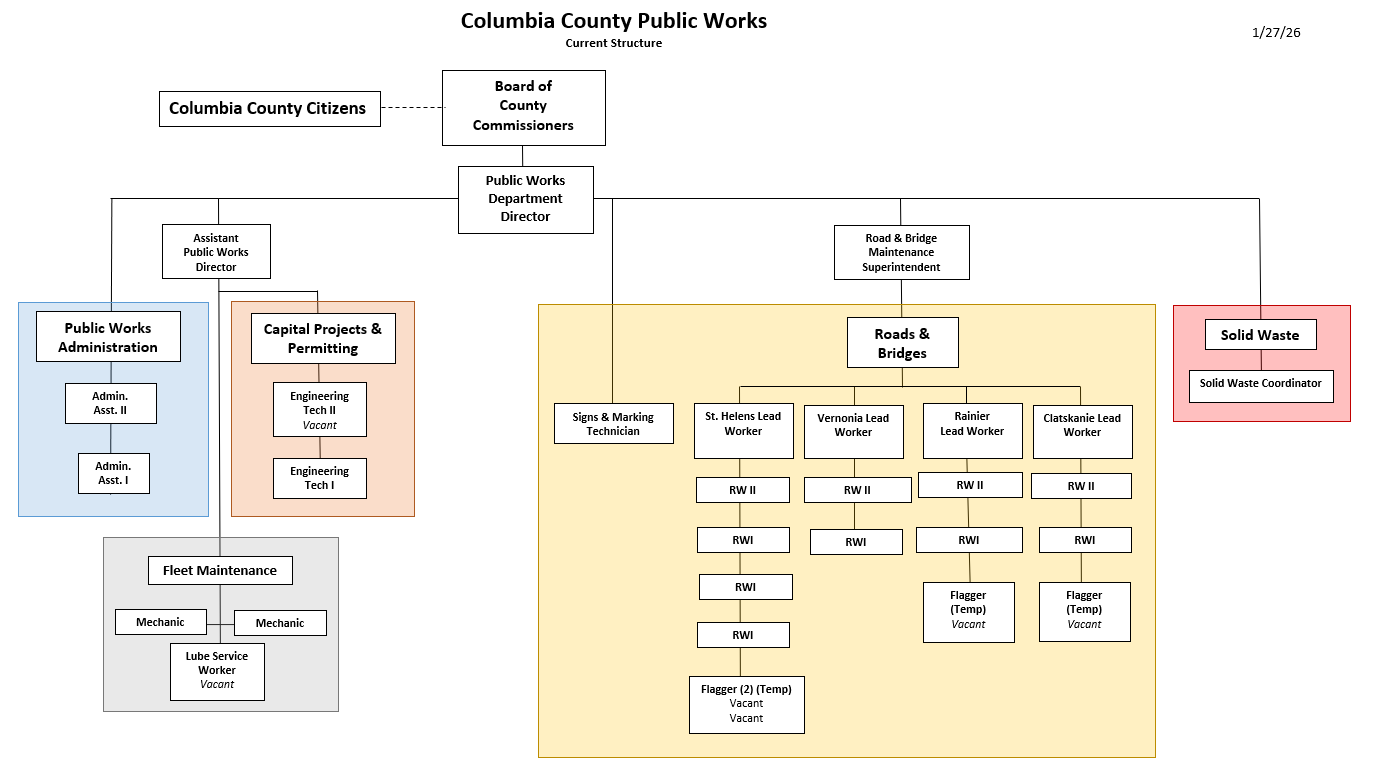 Columbia County Public Works
Current Structure
1/27/26
Columbia County Citizens
Board of
County
Commissioners
Public Works
Department
Director
Assistant
Public Works
Director
Road & Bridge
Maintenance
Superintendent
Public Works
Administration
Admin.
Asst. II
Admin.
Asst. I
Capital Projects &
Permitting
Engineering
Tech II
Vacant
Engineering
Tech I
Fleet Maintenance
Mechanic
Mechanic
Lube Service
Worker
Vacant
Roads &
Bridges
Signs & Marking
Technician
St. Helens Lead
Worker
RW II
RWI
RWI
RWI
Flagger (2) (Temp)
Vacant
Vacant
Vernonia Lead
Worker
RW II
RWI
Rainier
Lead Worker
RW II
RWI
Flagger
(Temp)
Vacant
Clatskanie Lead
Worker
RW II
RWI
Flagger
(Temp)
Vacant
Solid Waste
Solid Waste Coordinator